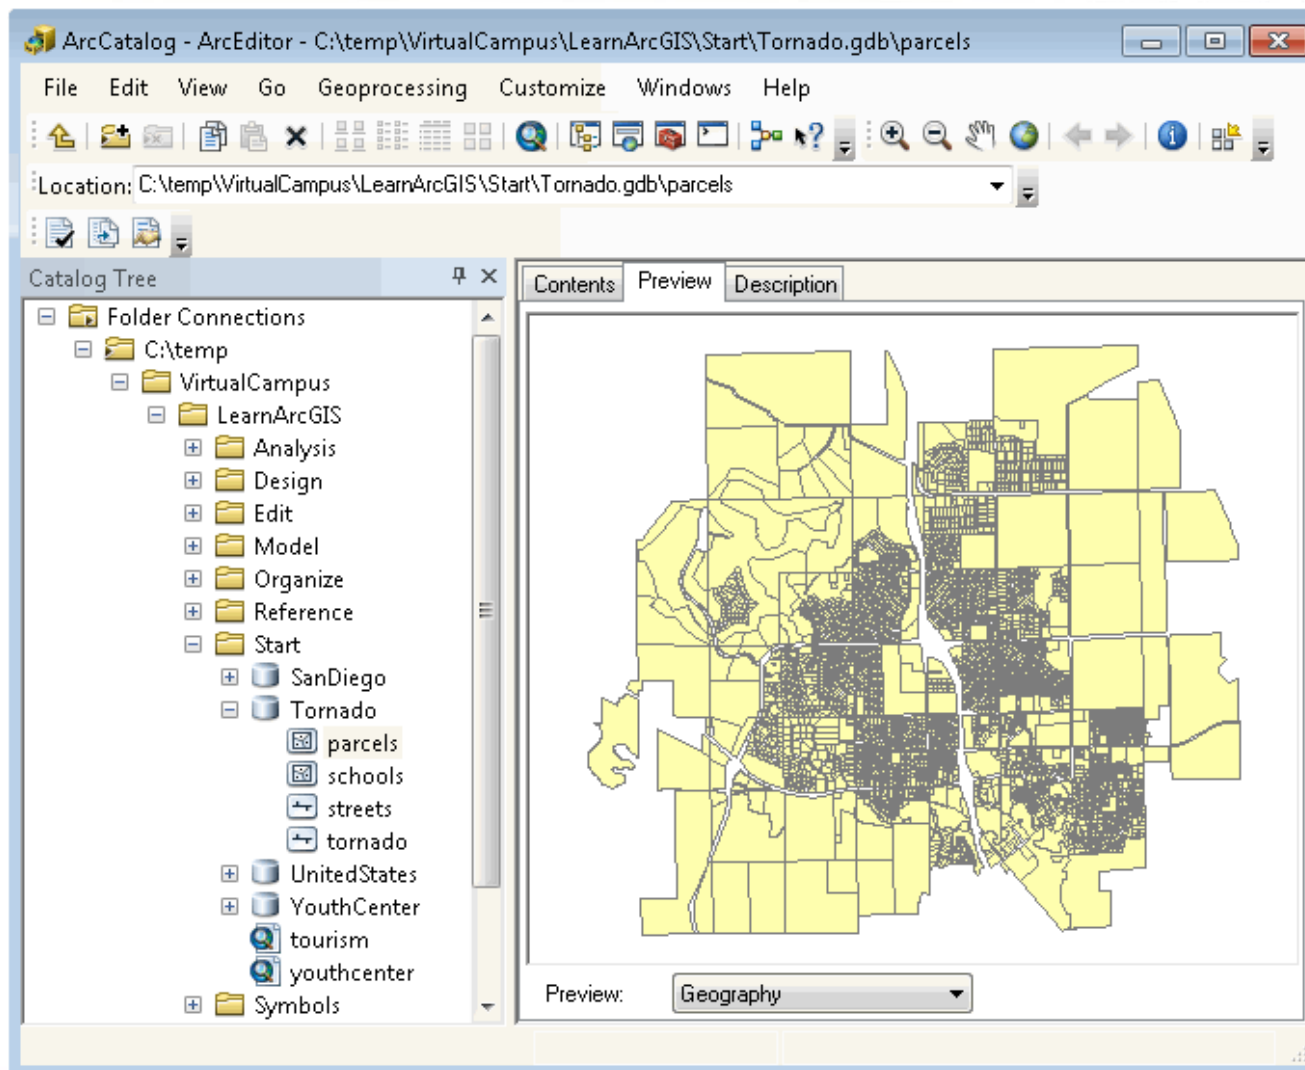 ArcCatalog - ArcEditor - C:\temp\VirtualCampus\LearnArcGIS\Start\Tornado.gdb\parcels
File Edit View Go Geoprocessing Customize Windows Help
Location: C:\temp\VirtualCampus\LearnArcGIS\Start\Tornado.gdb\parcels
Catalog Tree
Contents Preview Description
Folder Connections
C:\temp
VirtualCampus
LearnArcGIS
Analysis
Design
Edit
Model
Organize
Reference
Start
SanDiego
Tornado
parcels
schools
streets
tornado
UnitedStates
YouthCenter
tourism
youthcenter
Symbols
Preview: Geography